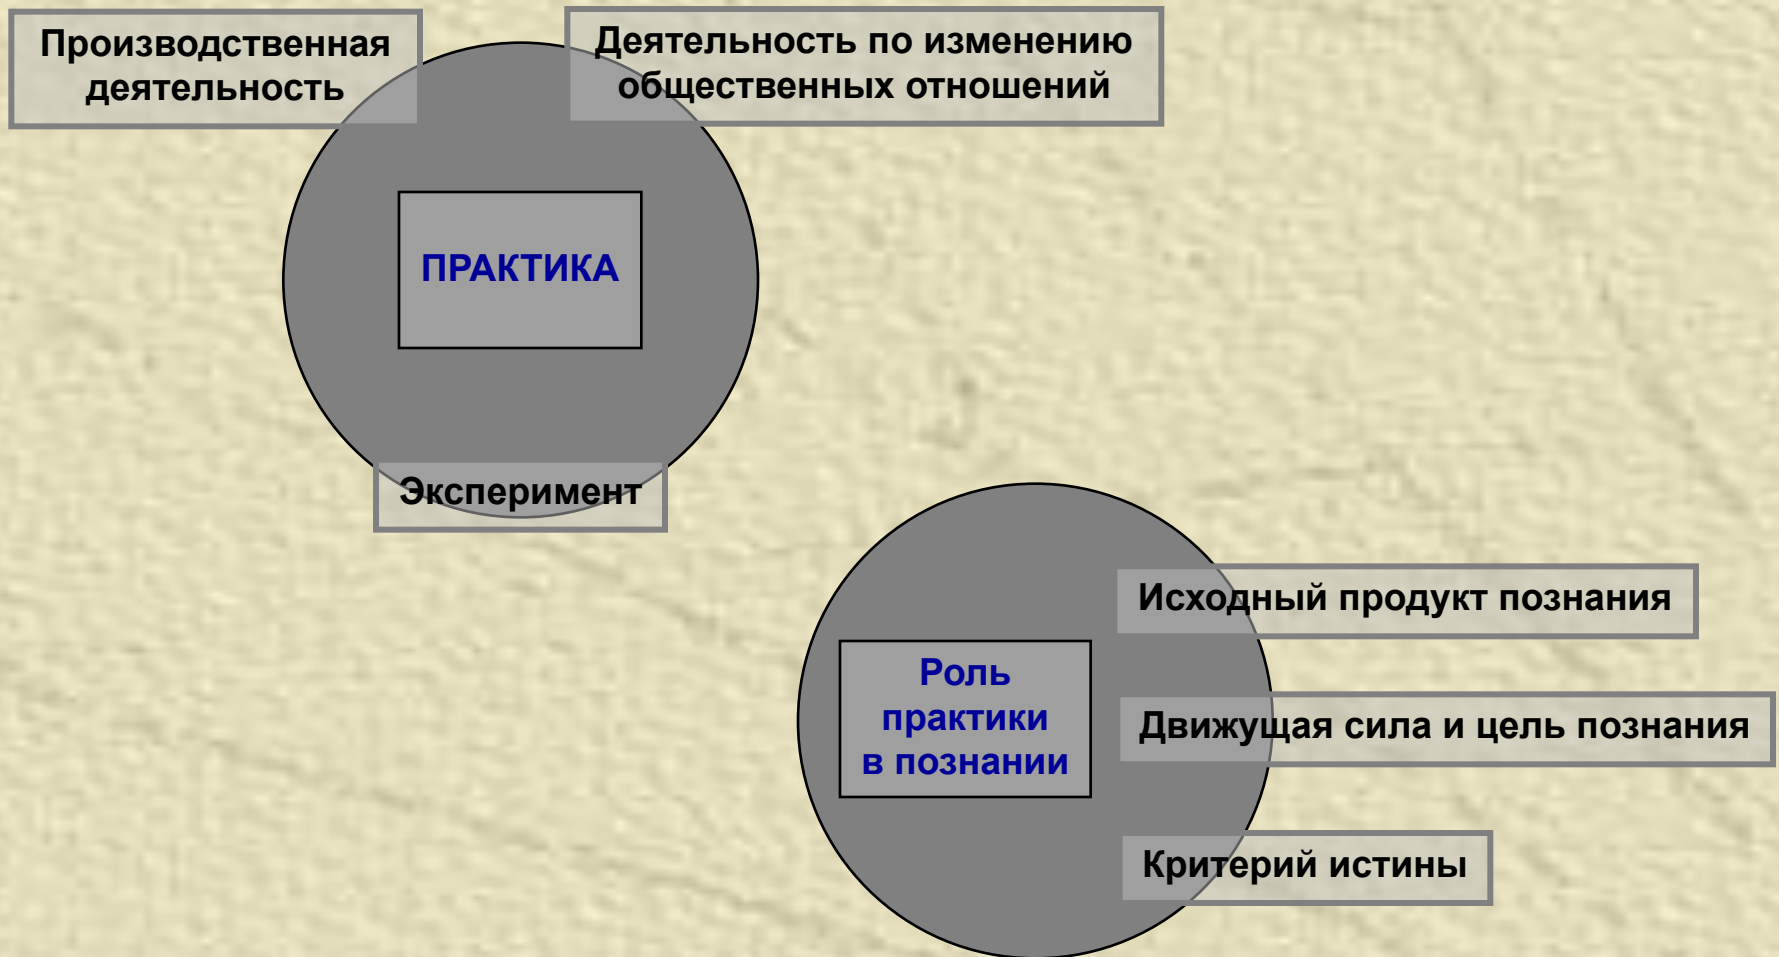 Производственная
деятельность
Деятельность по изменению
общественных отношений
ПРАКТИКА
Эксперимент
Исходный продукт познания
Роль
практики
в познании
Движущая сила и цель познания
Критерий истины